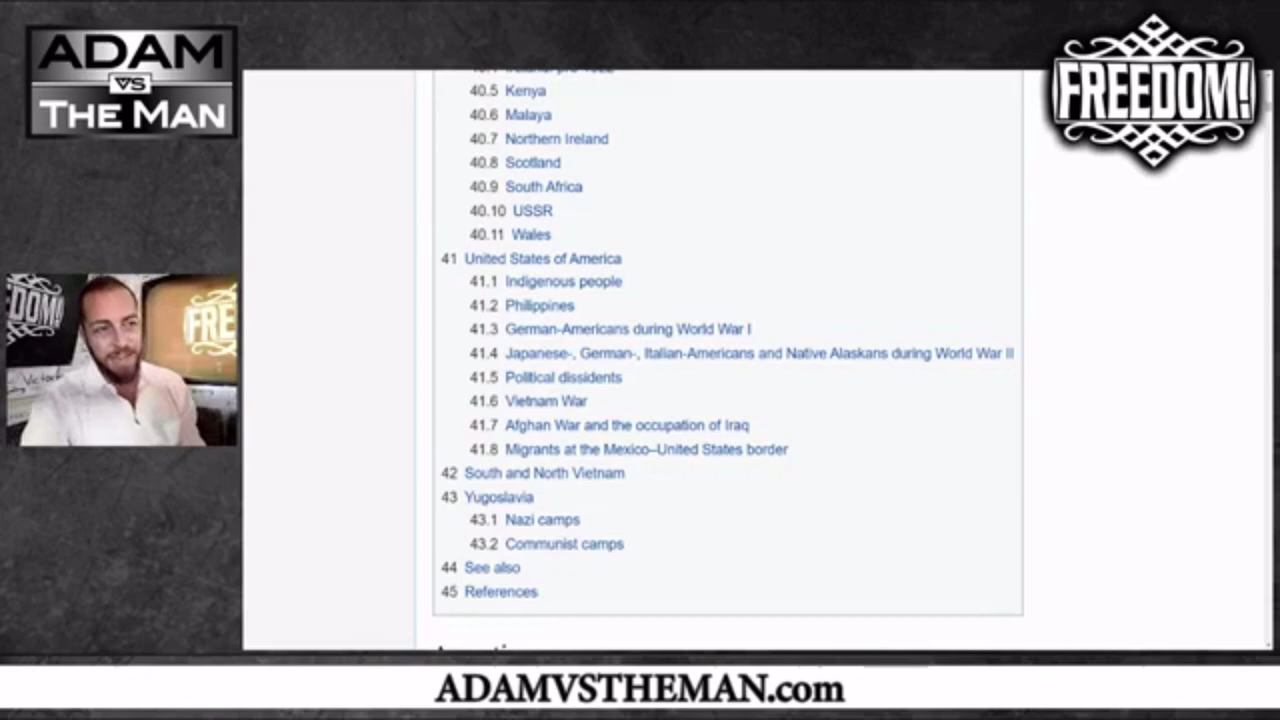 ADAM
VS
THE MAN
FREEDOM!
40.5 Kenya
40.6 Malaya
40.7 Northern Ireland
40.8 Scotland
40.9 South Africa
40.10 USSR
40.11 Wales
41 United States of America
41.1 Indigenous people
41.2 Philippines
41.3 German-Americans during World War I
41.4 Japanese-, German-, Italian-Americans and Native Alaskans during World War II
41.5 Political dissidents
41.6 Vietnam War
41.7 Afghan War and the occupation of Iraq
41.8 Migrants at the Mexico–United States border
42 South and North Vietnam
43 Yugoslavia
43.1 Nazi camps
43.2 Communist camps
44 See also
45 References
DOM!
FRE
ADAMVSTHEMAN.com